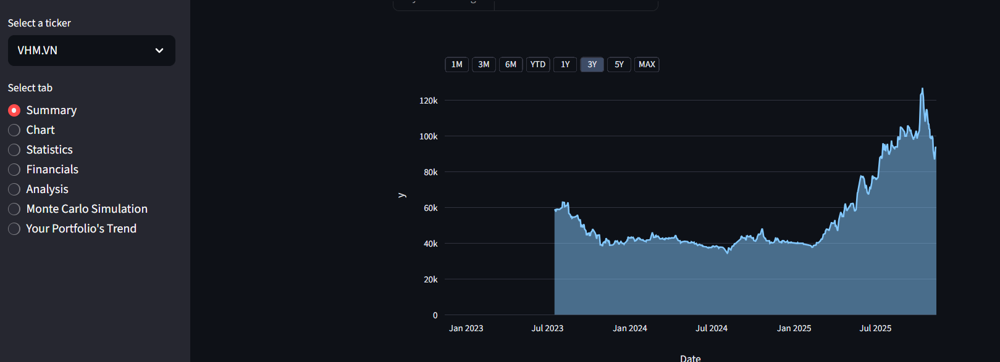 Select a ticker
VHM.VN
Select tab
Summary
Chart
Statistics
Financials
Analysis
Monte Carlo Simulation
Your Portfolio's Trend
1M 3M 6M YTD 1Y 3Y 5Y MAX
120k
100k
80k
60k
40k
20k
0
y
Jan 2023 Jul 2023 Jan 2024 Jul 2024 Jan 2025 Jul 2025
Date